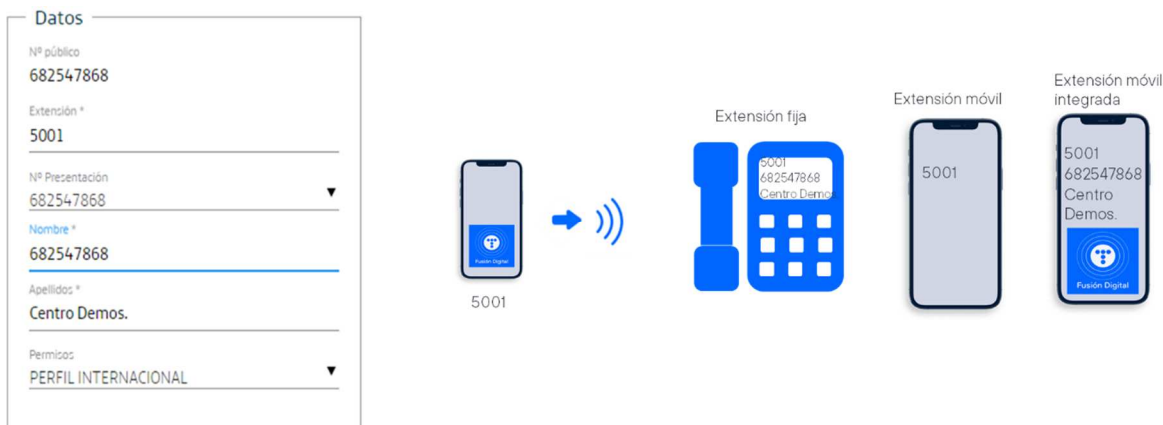 Datos
Nº público
682547868
Extensión *
5001
Nº Presentación
682547868
Nombre *
682547868
Apellidos *
Centro Demos.
Permisos
PERFIL INTERNACIONAL
Fusión Digital
5001
Extensión fija
5001
682547868
Centro Demos
Extensión móvil
5001
Extensión móvil
integrada
5001
682547868
Centro
Demos.
Fusión Digital